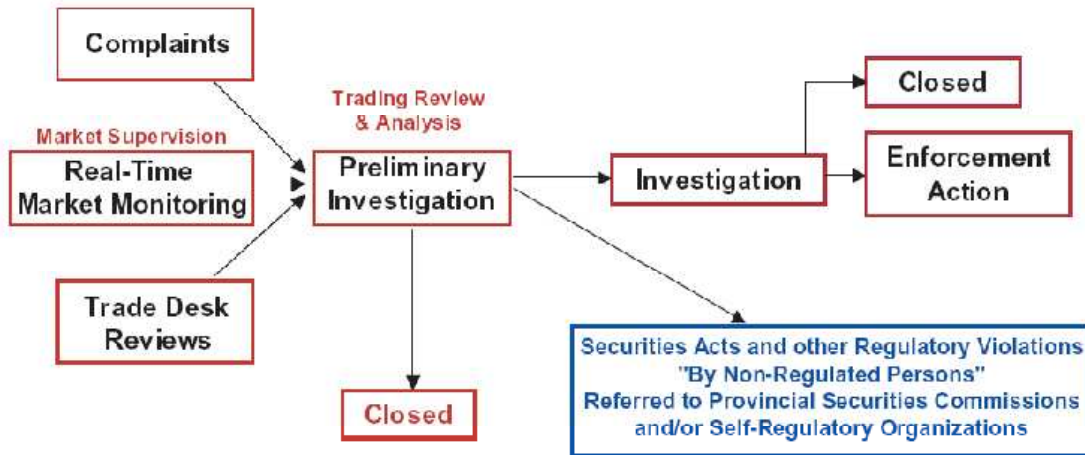 Complaints
Market Supervision
Real-Time
Market Monitoring
Trade Desk
Reviews
Trading Review
& Analysis
Preliminary
Investigation
Closed
Investigation
Closed
Enforcement
Action
Securities Acts and other Regulatory Violations
"By Non-Regulated Persons"
Referred to Provincial Securities Commissions
and/or Self-Regulatory Organizations